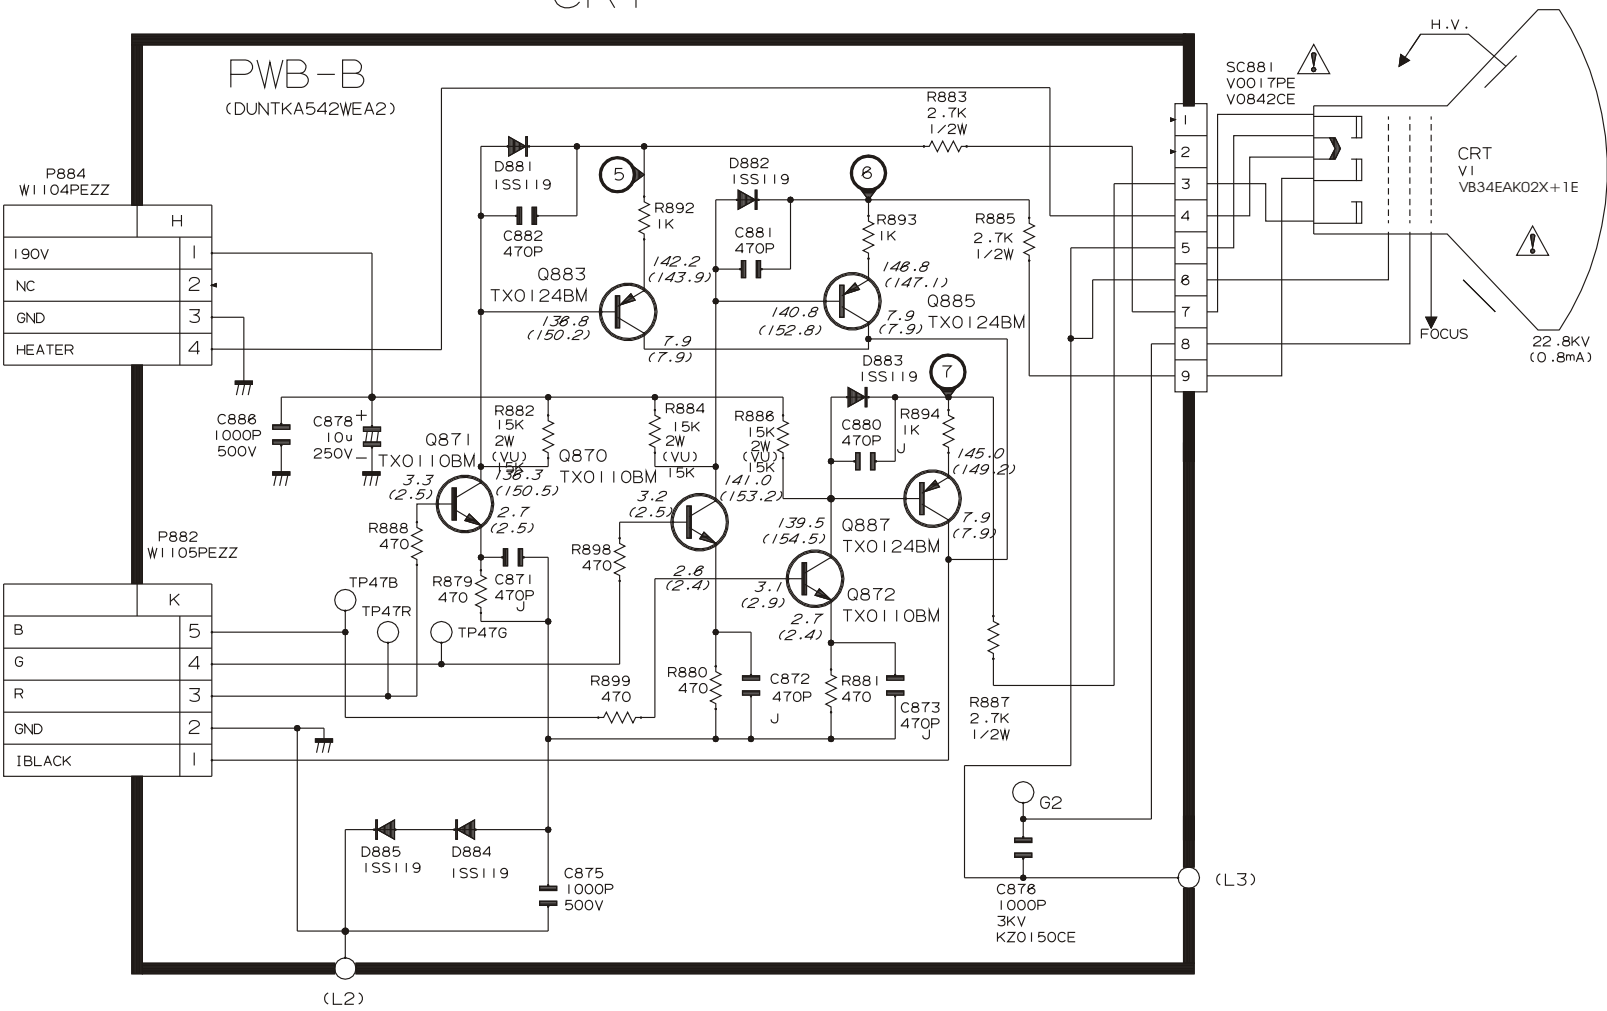 H.V.
PWB-B
(DUNTKA542WEA2)
SC881
V0017PE
V0842CE
R883
2.7K
1/2W
D881
1SS119
5
D882
1SS119
6
CRT
V1
VB34EAK02X+1E
P884
W1104PEZZ
H
190V 1
NC 2
GND 3
HEATER 4
R892
1K
C882
470P
C881
470P
R893
1K
R885
2.7K
1/2W
1
2
3
4
5
6
7
8
9
142.2
(143.9)
Q883
TX0124BM
146.8
(147.1)
Q885
TX0124BM
136.8
(150.2)
140.8
(152.8)
7.9
(7.9)
7.9
(7.9)
FOCUS
22.8KV
(0.8mA)
D883
1SS119
7
C886
1000P
500V
C878
10u
250V
+
-
R882
15K
2W
(VU)
15K
R884
15K
2W
(VU)
15K
R886
15K
2W
(VU)
15K
C880
470P
J
R894
1K
Q871
TX0110BM
Q870
TX0110BM
136.3
(150.5)
141.0
(153.2)
145.0
(149.2)
3.3
(2.5)
2.7
(2.5)
3.2
(2.5)
139.5
(154.5)
Q887
TX0124BM
7.9
(7.9)
R888
470
R898
470
P882
W1105PEZZ
K
B 5
G 4
R 3
GND 2
IBLACK 1
TP47B
TP47R
TP47G
R879
470
C871
470P
J
2.6
(2.4)
3.1
(2.9)
Q872
TX0110BM
2.7
(2.4)
R899
470
R880
470
C872
470P
J
R881
470
C873
470P
J
R887
2.7K
1/2W
G2
D885
1SS119
D884
1SS119
C875
1000P
500V
C876
1000P
3KV
KZ0150CE
(L3)
(L2)